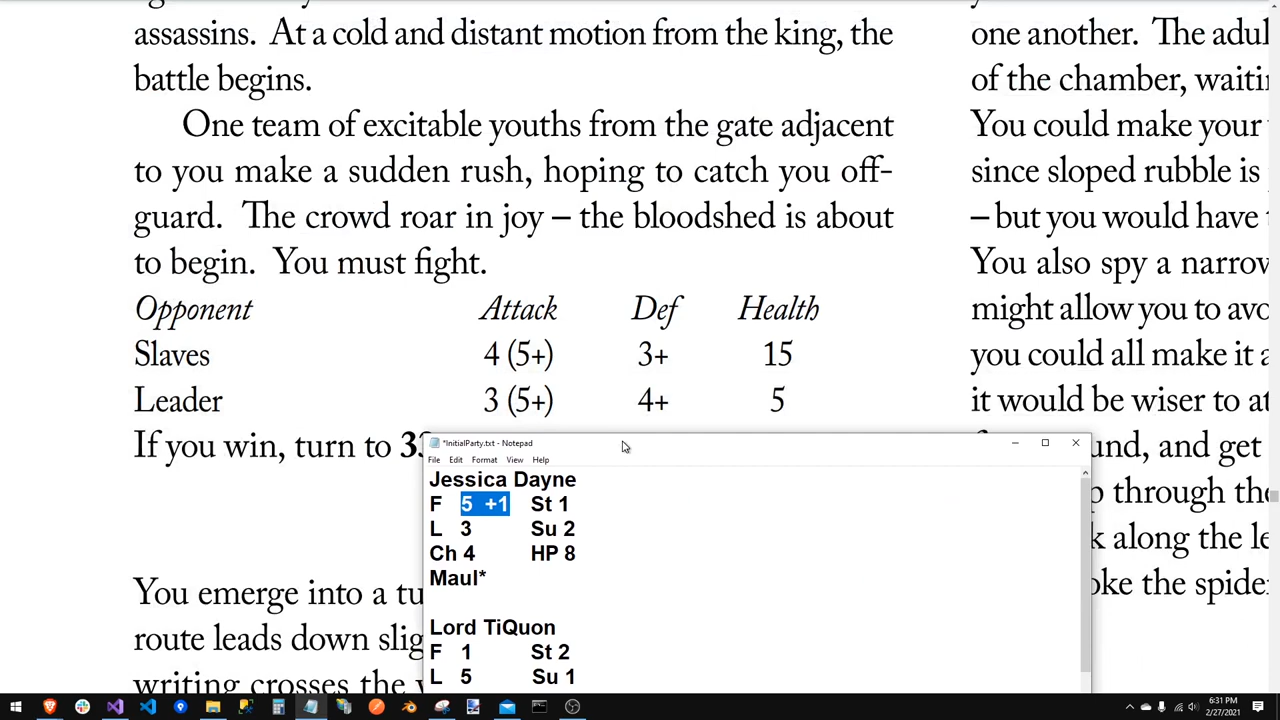 assassins. At a cold and distant motion from the king, the
battle begins.
One team of excitable youths from the gate adjacent
to you make a sudden rush, hoping to catch you off-
guard. The crowd roar in joy – the bloodshed is about
to begin. You must fight.
Opponent Attack Def Health
Slaves 4 (5+) 3+ 15
Leader 3 (5+) 4+ 5
If you win, turn to
You emerge into a
route leads down
writing crosses the
one another. The
of the chamber,
You could make your
since sloped rubble is
– but you would have
You also spy a
might allow you to
you could all make it
it would be wiser to
and get
through
along the
the
*InitialParty.txt - Notepad
File Edit Format View Help
Jessica Dayne
F 5 +1 St 1
L 3 Su 2
Ch 4 HP 8
Maul*
Lord TiQuon
F 1 St 2
L 5 Su 1
6:31 PM
2/27/2021